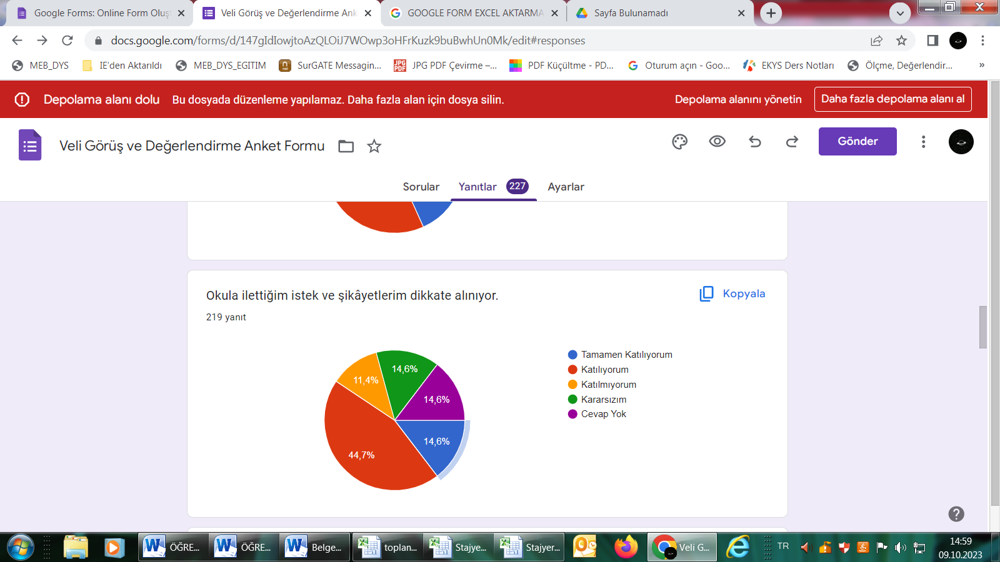 Google Forms: Online Form Oluşt
Veli Görüş ve Değerlendirme Ank
GOOGLE FORM EXCEL AKTARMA
Sayfa Bulunamadı
docs.google.com/forms/d/147gIdIowjtoAzQLOiJ7WOwp3oHFrKuzk9buBwhUn0Mk/edit#responses
MEB_DYS
IE'den Aktarıldı
MEB_DYS_EGITIM
SurGATE Messagin...
JPG PDF Çevirme –...
PDF Küçültme - PD...
Oturum açın - Goo...
EKYS Ders Notları
Ölçme, Değerlendir...
»
Depolama alanı dolu
Bu dosyada düzenleme yapılamaz. Daha fazla alan için dosya silin.
Depolama alanını yönetin
Daha fazla depolama alanı al
Veli Görüş ve Değerlendirme Anket Formu
Gönder
Sorular
Yanıtlar 227
Ayarlar
Okula ilettiğim istek ve şikâyetlerim dikkate alınıyor.
Kopyala
219 yanıt
14,6%
11,4%
14,6%
14,6%
44,7%
Tamamen Katılıyorum
Katılıyorum
Katılmıyorum
Kararsızım
Cevap Yok
ÖĞRE...
ÖĞRE...
Belge...
toplan...
Stajye...
Stajyer...
Veli G...
TR
14:59
09.10.2023